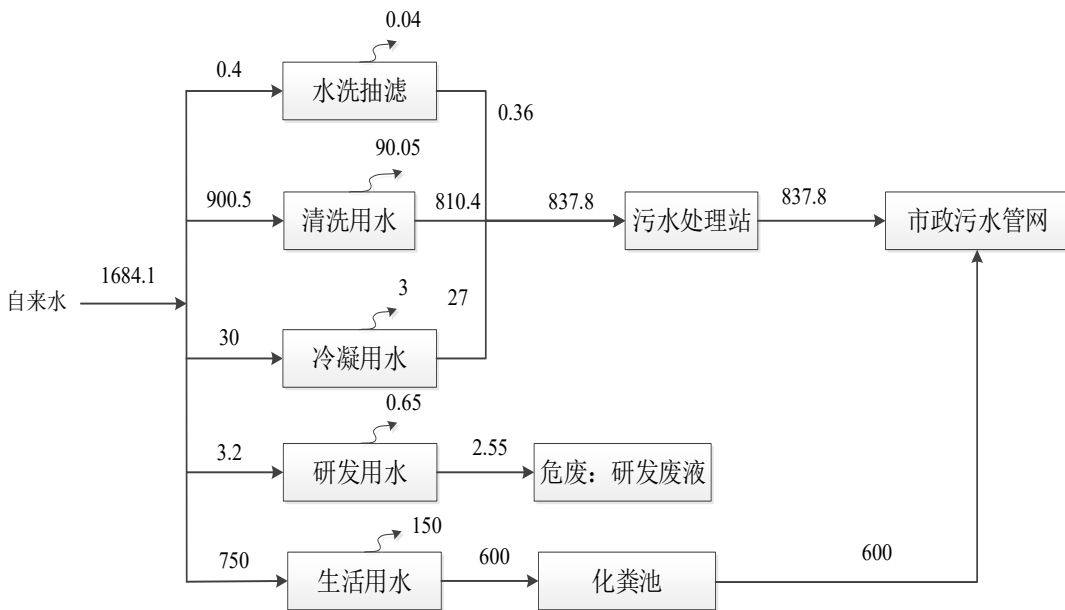 0.04
0.4
水洗抽滤
0.36
90.05
900.5
清洗用水
810.4
837.8
污水处理站
837.8
市政污水管网
1684.1
自来水
3
27
30
冷凝用水
0.65
3.2
研发用水
2.55
危废：研发废液
150
750
生活用水
600
化粪池
600